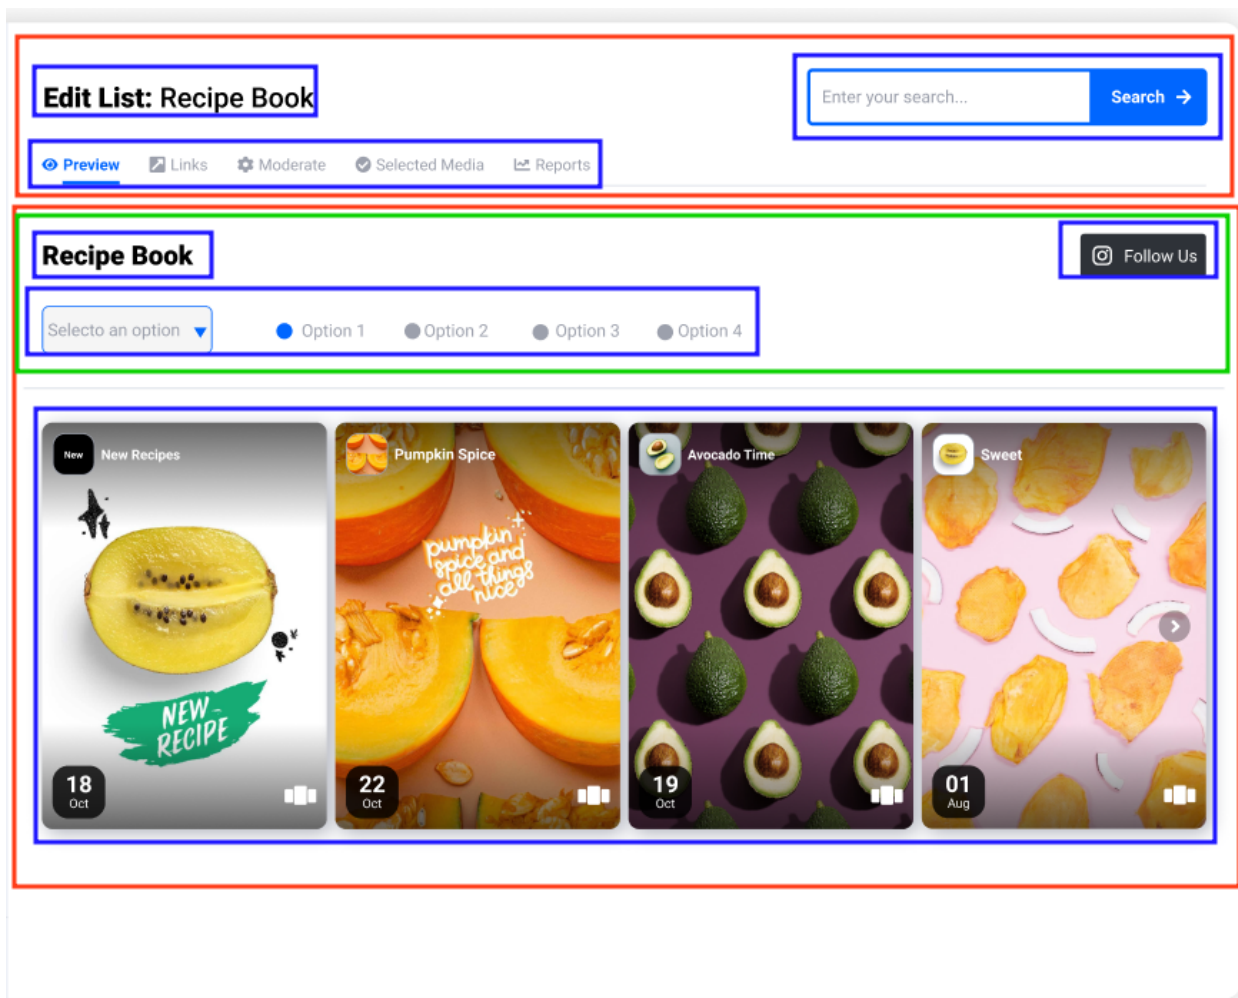 Edit List: Recipe Book
Enter your search...
Search
Preview Links Moderate Selected Media Reports
Recipe Book
Follow Us
Selecto an option Option 1 Option 2 Option 3 Option 4
New New Recipes
Pumpkin Spice
Avocado Time
Sweet
pumpkin
spice and
all things
nice
NEW
RECIPE
18
Oct
22
Oct
19
Oct
01
Aug